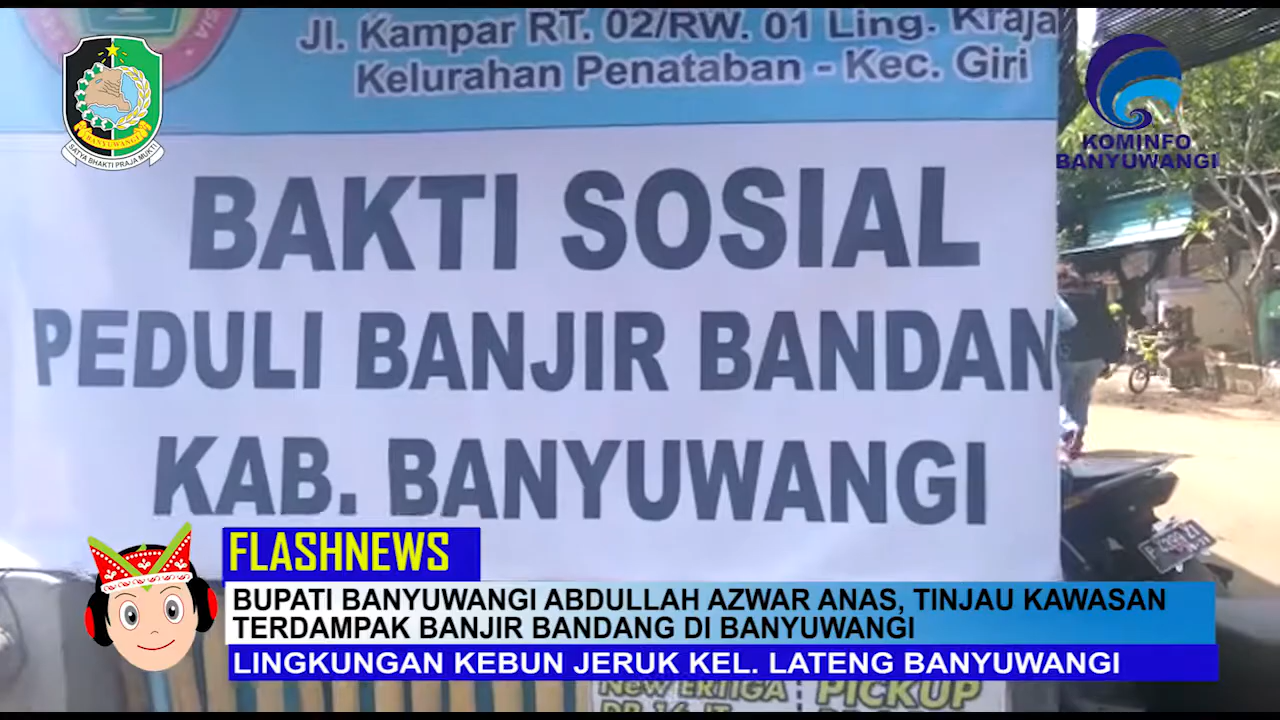 Jl. Kampar RT. 02/RW. 01 Ling. Kraja
Kelurahan Penataban - Kec. Giri
BANYUWANGI
SATYA BHAKTI PRAJA MUKTI
KOMINFO
BANYUWANGI
BAKTI SOSIAL
PEDULI BANJIR BANDAN
KAB. BANYUWANGI
FLASHNEWS
BUPATI BANYUWANGI ABDULLAH AZWAR ANAS, TINJAU KAWASAN
TERDAMPAK BANJIR BANDANG DI BANYUWANGI
LINGKUNGAN KEBUN JERUK KEL. LATENG BANYUWANGI
NeW ERTIGA PICKUP